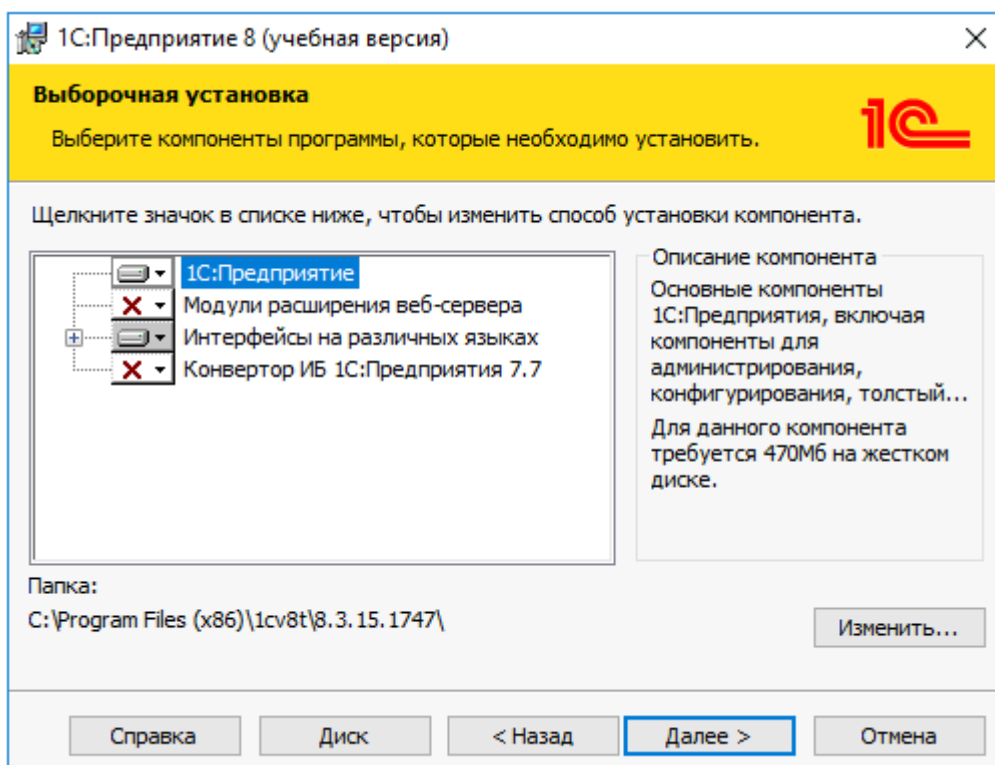 1С:Предприятие 8 (учебная версия)
Выборочная установка
Выберите компоненты программы, которые необходимо установить.
1С
Щелкните значок в списке ниже, чтобы изменить способ установки компонента.
1С:Предприятие
Модули расширения веб-сервера
Интерфейсы на различных языках
Конвертор ИБ 1С:Предприятия 7.7
Описание компонента
Основные компоненты
1С:Предприятия, включая
компоненты для
администрирования,
конфигурирования, толстый...
Для данного компонента
требуется 470Мб на жестком
диске.
Папка:
C:\Program Files (x86)\1cv8t\8.3.15.1747\
Изменить...
Справка
Диск
< Назад
Далее >
Отмена